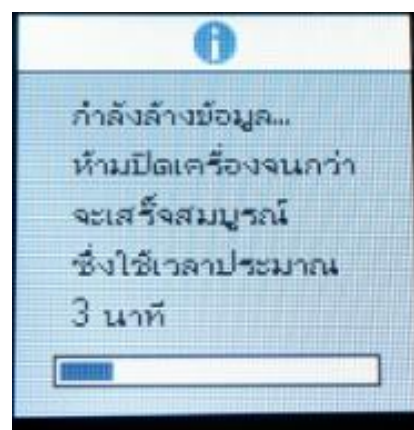 กำลังล้างข้อมูล...
ห้ามปิดเครื่องจนกว่า
จะเสร็จสมบูรณ์
ซึ่งใช้เวลาประมาณ
3 นาที